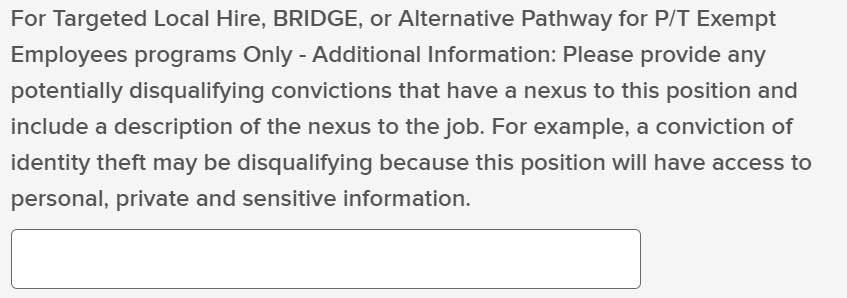 For Targeted Local Hire, BRIDGE, or Alternative Pathway for P/T Exempt
Employees programs Only - Additional Information: Please provide any
potentially disqualifying convictions that have a nexus to this position and
include a description of the nexus to the job. For example, a conviction of
identity theft may be disqualifying because this position will have access to
personal, private and sensitive information.